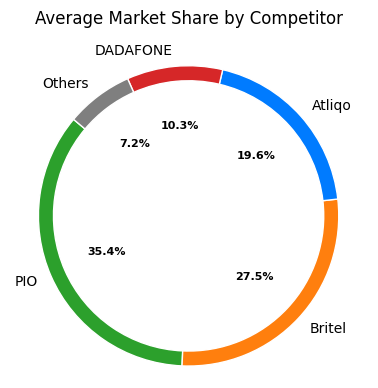 Average Market Share by Competitor
DADAFONE
Others
Atliqo
10.3%
7.2%
19.6%
35.4%
27.5%
PIO
Britel